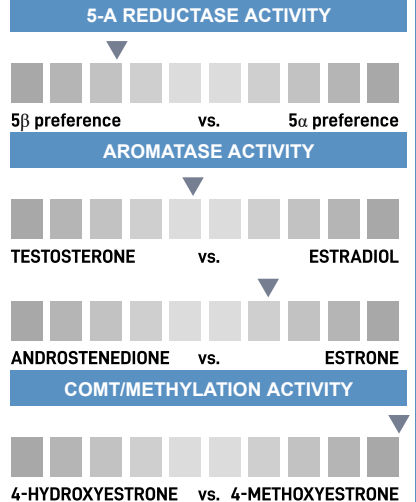 5-A REDUCTASE ACTIVITY
5β preference vs. 5α preference
AROMATASE ACTIVITY
TESTOSTERONE vs. ESTRADIOL
ANDROSTENEDIONE vs. ESTRONE
COMT/METHYLATION ACTIVITY
4-HYDROXYESTRONE vs. 4-METHOXYESTRONE